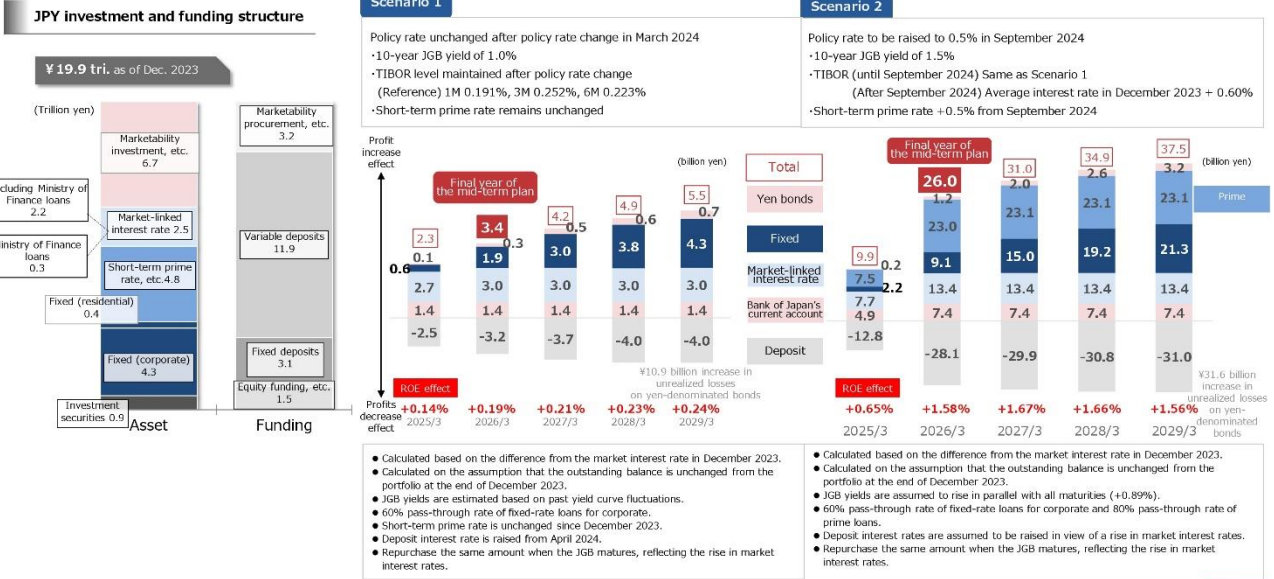 JPY investment and funding structure
¥19.9 tri. as of Dec. 2023
(Trillion yen)
Marketability
investment, etc.
6.7
cluding Ministry of
Finance loans
2.2
Market-linked
interest rate 2.5
inistry of Finance
loans
0.3
Short-term prime
rate, etc.4.8
Fixed (residential)
0.4
Fixed (corporate)
4.3
Investment
securities 0.9
Asset
Marketability
procurement, etc.
3.2
Variable deposits
11.9
Fixed deposits
3.1
Equity funding, etc.
1.5
Funding
Scenario 1
Policy rate unchanged after policy rate change in March 2024
・10-year JGB yield of 1.0%
・TIBOR level maintained after policy rate change
(Reference) 1M 0.191%, 3M 0.252%, 6M 0.223%
・Short-term prime rate remains unchanged
Scenario 2
Policy rate to be raised to 0.5% in September 2024
・10-year JGB yield of 1.5%
・TIBOR (until September 2024) Same as Scenario 1
(After September 2024) Average interest rate in December 2023 + 0.60%
・Short-term prime rate +0.5% from September 2024
Profit
increase
effect
Profits
decrease
effect
(billion yen)
Final year of
the mid-term plan
2.3
0.1
0.6
2.7
1.4
-2.5
3.4
0.3
1.9
3.0
1.4
-3.2
4.2
0.5
3.0
3.0
1.4
-3.7
4.9
0.6
3.8
3.0
1.4
-4.0
5.5
0.7
4.3
3.0
1.4
-4.0
¥10.9 billion increase in
unrealized losses
on yen-denominated bonds
ROE effect
+0.14% +0.19% +0.21% +0.23% +0.24%
2025/3 2026/3 2027/3 2028/3 2029/3
Total
Yen bonds
Fixed
Market-linked
interest rate
Bank of Japan's
current account
Deposit
Final year of
the mid-term plan
(billion yen)
Prime
9.9
0.2
7.5
2.2
7.7
4.9
-12.8
26.0
1.2
23.0
9.1
13.4
7.4
-28.1
31.0
2.0
23.1
15.0
13.4
7.4
-29.9
34.9
2.6
23.1
19.2
13.4
7.4
-30.8
37.5
3.2
23.1
21.3
13.4
7.4
-31.0
¥31.6 billion
increase in
unrealized losses
on yen-
denominated
bonds
ROE effect
+0.65% +1.58% +1.67% +1.66% +1.56%
2025/3 2026/3 2027/3 2028/3 2029/3
● Calculated based on the difference from the market interest rate in December 2023.
● Calculated on the assumption that the outstanding balance is unchanged from the
portfolio at the end of December 2023.
● JGB yields are estimated based on past yield curve fluctuations.
● 60% pass-through rate of fixed-rate loans for corporate.
● Short-term prime rate is unchanged since December 2023.
● Deposit interest rate is raised from April 2024.
● Repurchase the same amount when the JGB matures, reflecting the rise in market
interest rates.
● Calculated based on the difference from the market interest rate in December 2023.
● Calculated on the assumption that the outstanding balance is unchanged from the
portfolio at the end of December 2023.
● JGB yields are assumed to rise in parallel with all maturities (+0.89%).
● 60% pass-through rate of fixed-rate loans for corporate and 80% pass-through rate of
prime loans.
● Deposit interest rates are assumed to be raised in view of a rise in market interest rates.
● Repurchase the same amount when the JGB matures, reflecting the rise in market
interest rates.